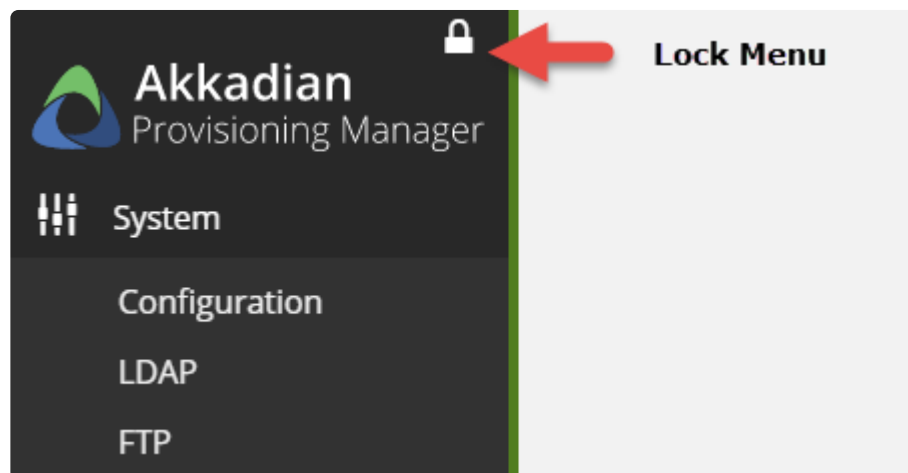 Lock Menu
Akkadian
Provisioning Manager
System
Configuration
LDAP
FTP